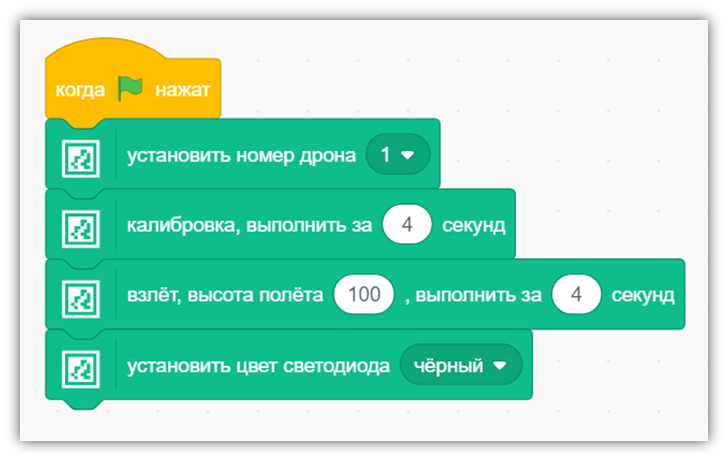 когда нажат
установить номер дрона 1
калибровка, выполнить за 4 секунд
взлёт, высота полёта 100 , выполнить за 4 секунд
установить цвет светодиода чёрный